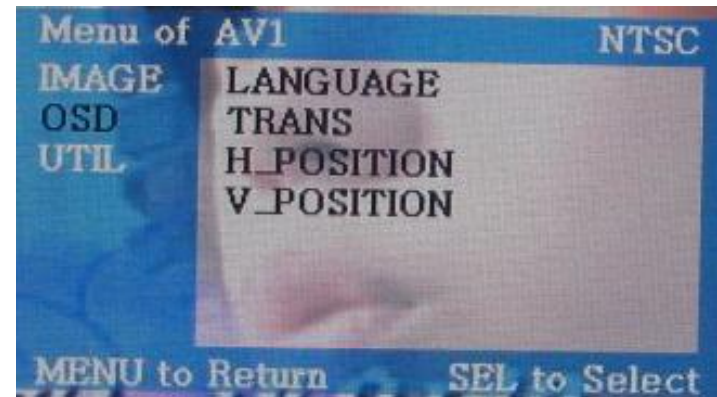 Menu of AV1 NTSC
IMAGE LANGUAGE
OSD TRANS
UTIL H_POSITION
V_POSITION
MENU to Return SEL to Select